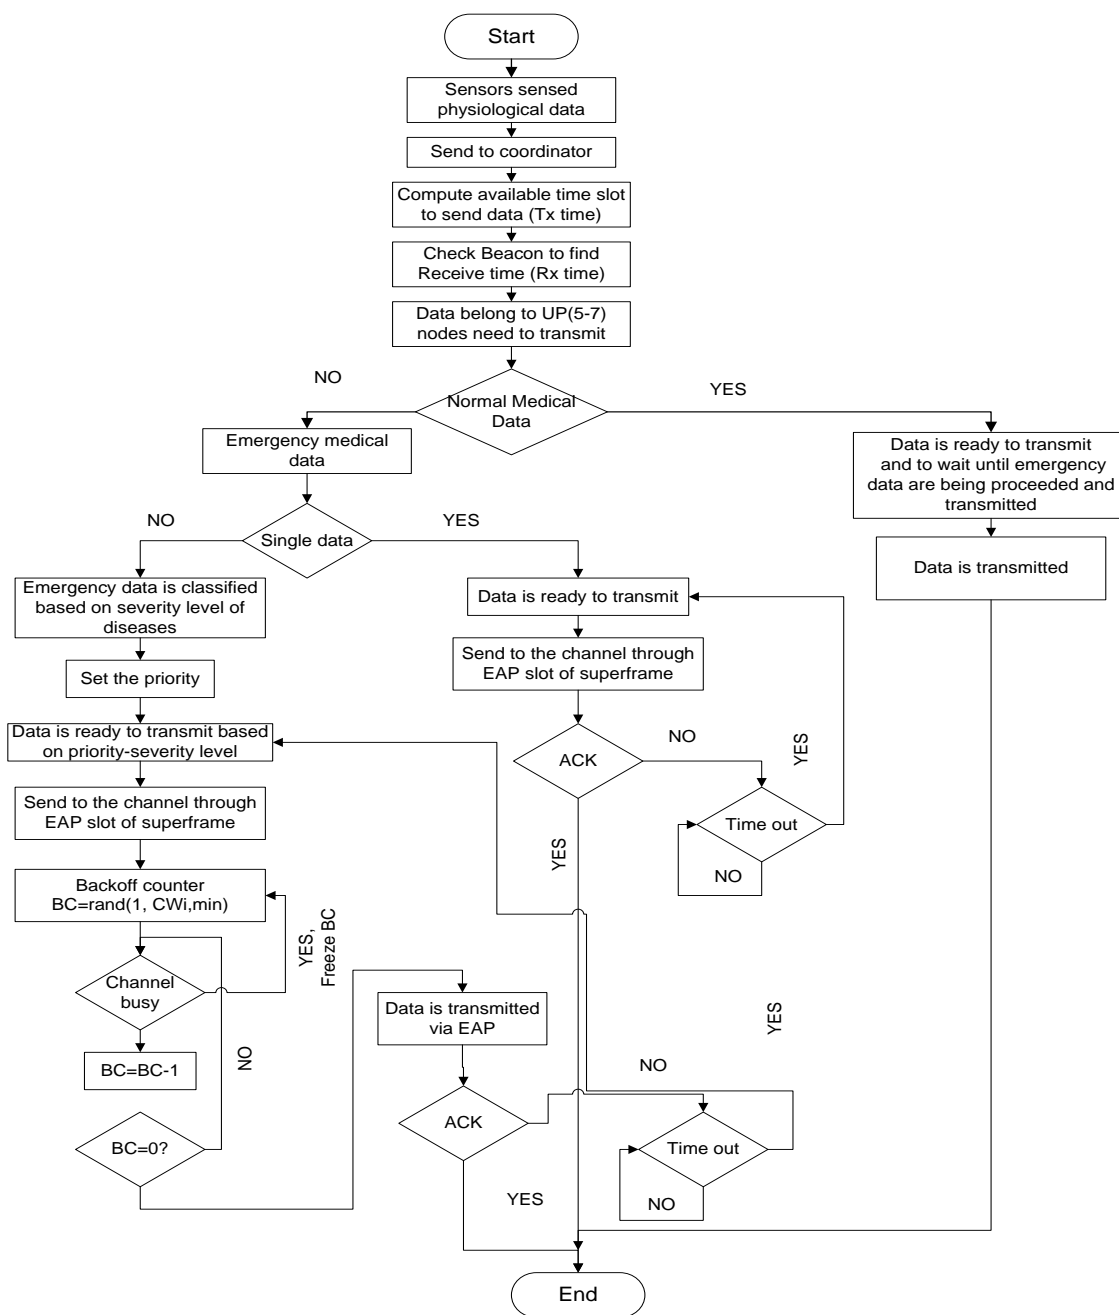 Start
Sensors sensed
physiological data
Send to coordinator
Compute available time slot
to send data (Tx time)
Check Beacon to find
Receive time (Rx time)
Data belong to UP(5-7)
nodes need to transmit
NO
Normal Medical
Data
YES
Emergency medical
data
Data is ready to transmit
and to wait until emergency
data are being proceeded and
transmitted
NO
Single data
YES
Data is transmitted
Emergency data is classified
based on severity level of
diseases
Data is ready to transmit
Set the priority
Send to the channel through
EAP slot of superframe
Data is ready to transmit based
on priority-severity level
ACK
NO
YES
Send to the channel through
EAP slot of superframe
Time out
YES
NO
Backoff counter
BC=rand(1, CWi,min)
YES,
Freeze BC
Channel
busy
Data is transmitted
via EAP
YES
BC=BC-1
NO
NO
ACK
BC=0?
Time out
YES
NO
End